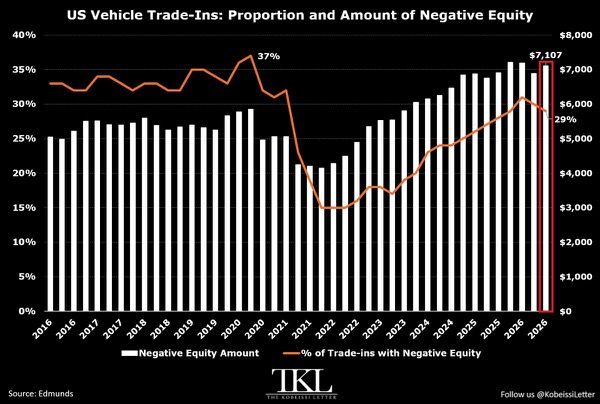 US Vehicle Trade-Ins: Proportion and Amount of Negative Equity
40% $8,000
35% $7,000
30% $6,000
25% $5,000
20% $4,000
15% $3,000
10% $2,000
5% $1,000
0% $0
37%
$7,107
29%
2016 2016 2017 2017 2018 2018 2019 2019 2020 2020 2021 2021 2022 2022 2023 2023 2024 2024 2025 2025 2026 2026
Negative Equity Amount % of Trade-ins with Negative Equity
Source: Edmunds
TKL
THE KOBEISSI LETTER
Follow us @KobeissiLetter